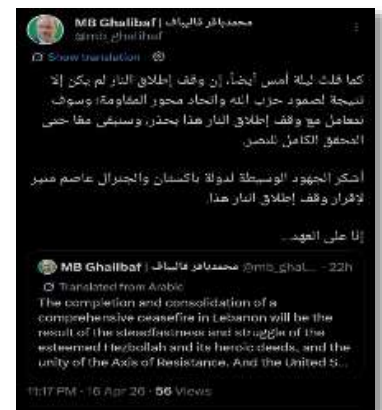 MB Ghalibaf | محمدباقر قالیباف
@mb_ghalibaf
Show translation
كما قلت ليلة أمس أيضاً، إن وقف إطلاق النار لم يكن إلا
نتيجة لصمود حزب الله واتحاد محور المقاومة؛ وسوف
نتعامل مع وقف إطلاق النار هذا بحذر، وسنبقى معًا حتى
التحقق الكامل للنصر.
أشكر الجهود الوسيطة لدولة باكستان والجنرال عاصم منير
لإقرار وقف إطلاق النار هذا.
إنا على العهد...
MB Ghalibaf | محمدباقر قالیباف @mb_ghal... · 22h
Translated from Arabic
The completion and consolidation of a
comprehensive ceasefire in Lebanon will be the
result of the steadfastness and struggle of the
esteemed Hezbollah and its heroic deeds, and the
unity of the Axis of Resistance. And the United S...
11:17 PM · 16 Apr 26 · 56 Views